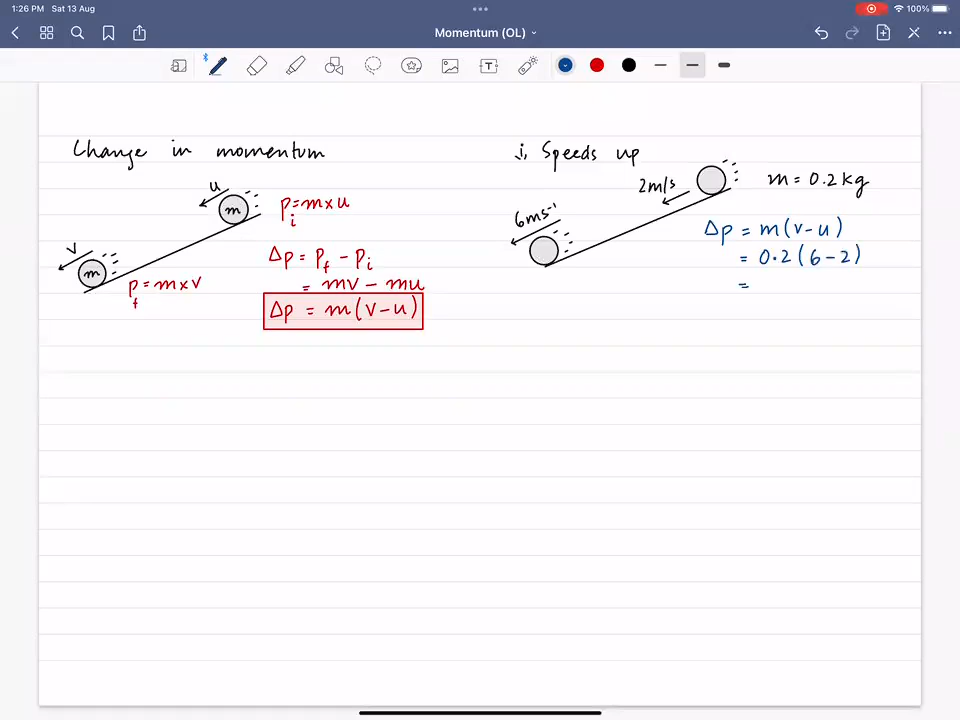 1:26 PM Sat 13 Aug
100%
Momentum (OL)
T
Change in momentum
u
m
p_i = m×u
v
m
p_f = m×v
Δp = p_f - p_i
= mv - mu
Δp = m(v-u)
i, Speeds up
2m/s
m = 0.2 kg
6ms⁻¹
Δp = m(v-u)
= 0.2(6-2)
=